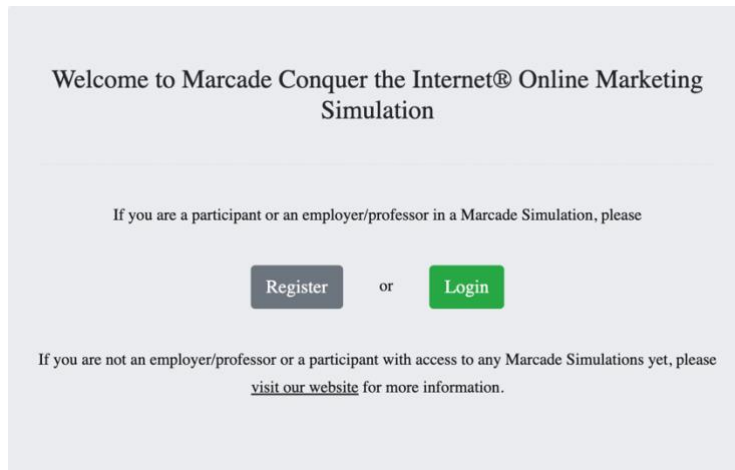 Welcome to Marcade Conquer the Internet® Online Marketing
Simulation
If you are a participant or an employer/professor in a Marcade Simulation, please
Register or Login
If you are not an employer/professor or a participant with access to any Marcade Simulations yet, please
visit our website for more information.